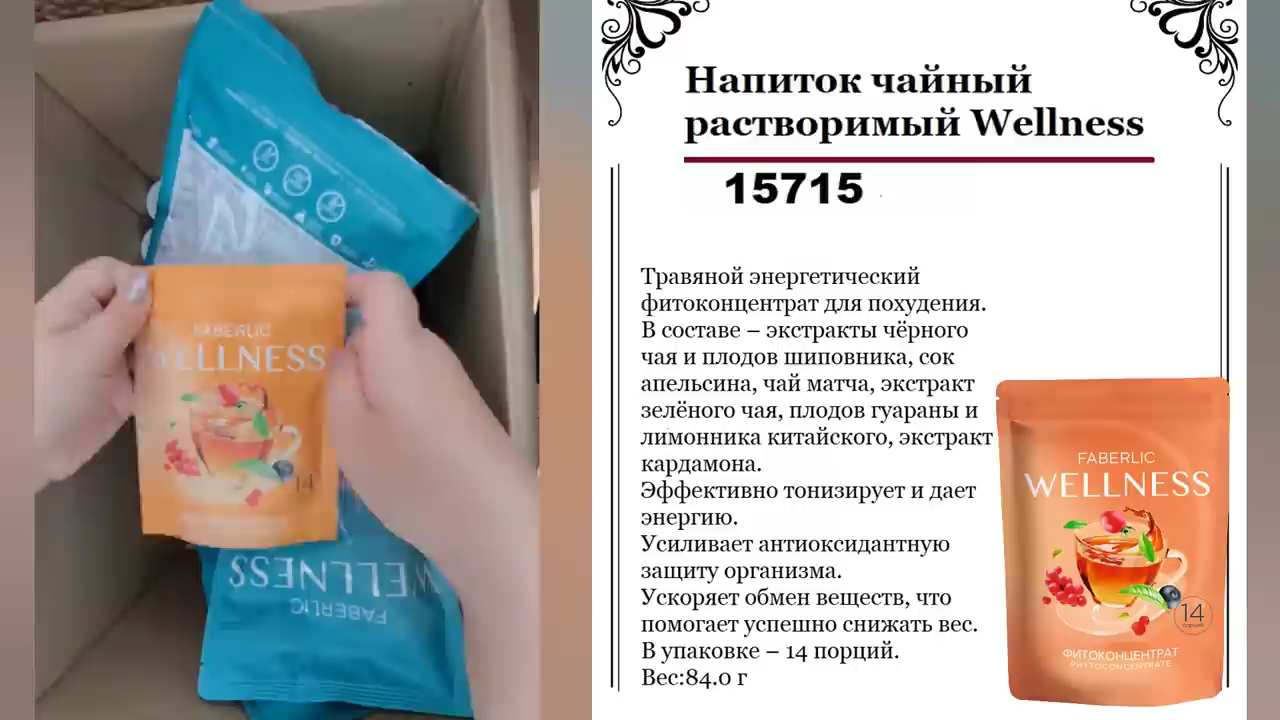 FABERLIC
WELLNESS
14
WELLNESS
FABERLIC
Напиток чайный
растворимый Wellness
15715
Травяной энергетический
фитоконцентрат для похудения.
В составе – экстракты чёрного
чая и плодов шиповника, сок
апельсина, чай матча, экстракт
зелёного чая, плодов гуараны и
лимонника китайского, экстракт
кардамона.
Эффективно тонизирует и дает
энергию.
Усиливает антиоксидантную
защиту организма.
Ускоряет обмен веществ, что
помогает успешно снижать вес.
В упаковке – 14 порций.
Вес:84.0 г
FABERLIC
WELLNESS
14
порций
ФИТОКОНЦЕНТРАТ
PHYTOCONCENTRATE